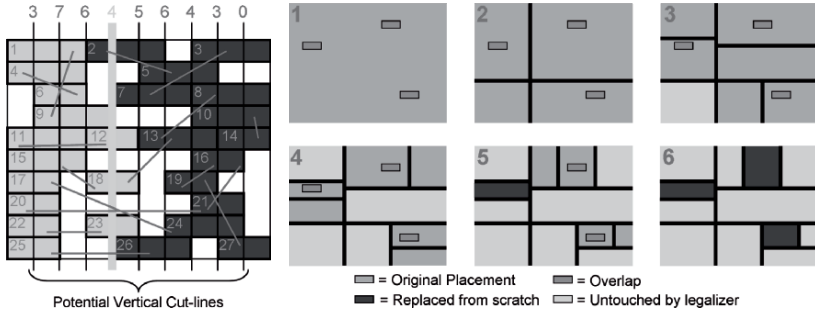 3 7 6 4 5 6 4 3 0
1 2 3
4 5
6 7 8
9 10
11 12 13 14
15 16
17 18 19
20 21
22 23 24
25 26 27
Potential Vertical Cut-lines
1 2 3
4 5 6
= Original Placement = Overlap
= Replaced from scratch = Untouched by legalizer